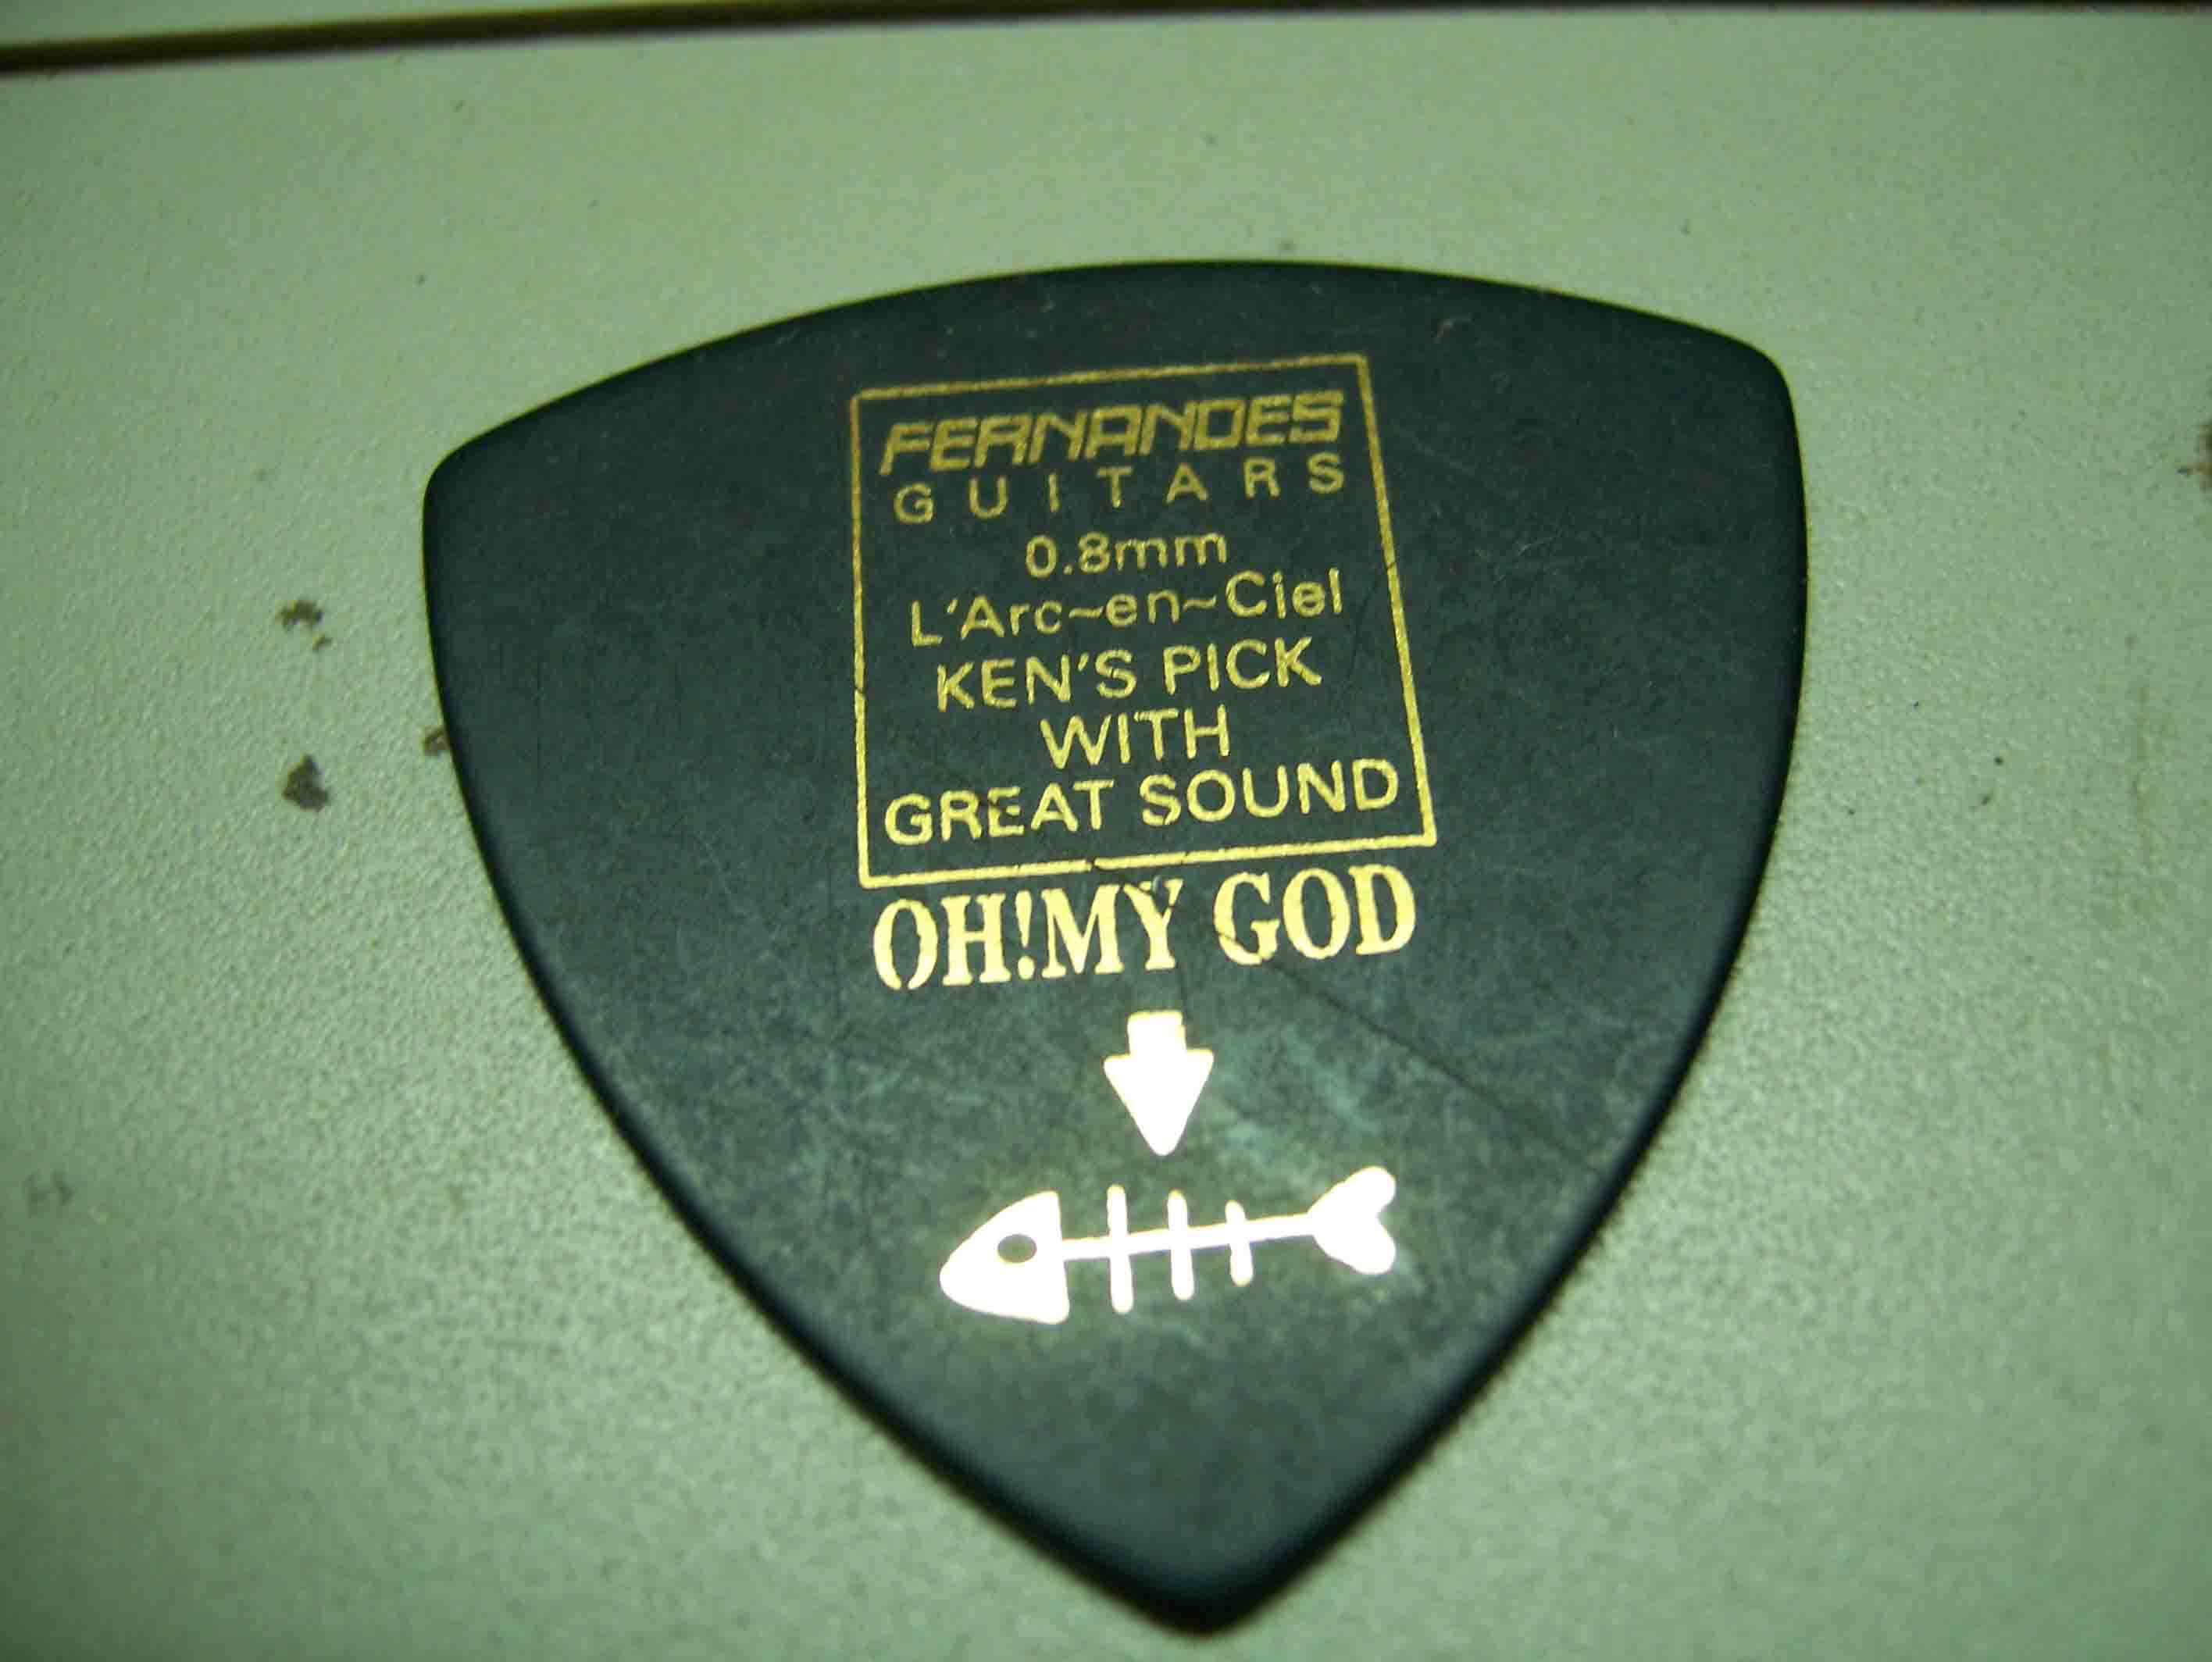 FERNANDES
GUITARS
0.8mm
L'Arc~en~Ciel
KEN'S PICK
WITH
GREAT SOUND
OH!MY GOD